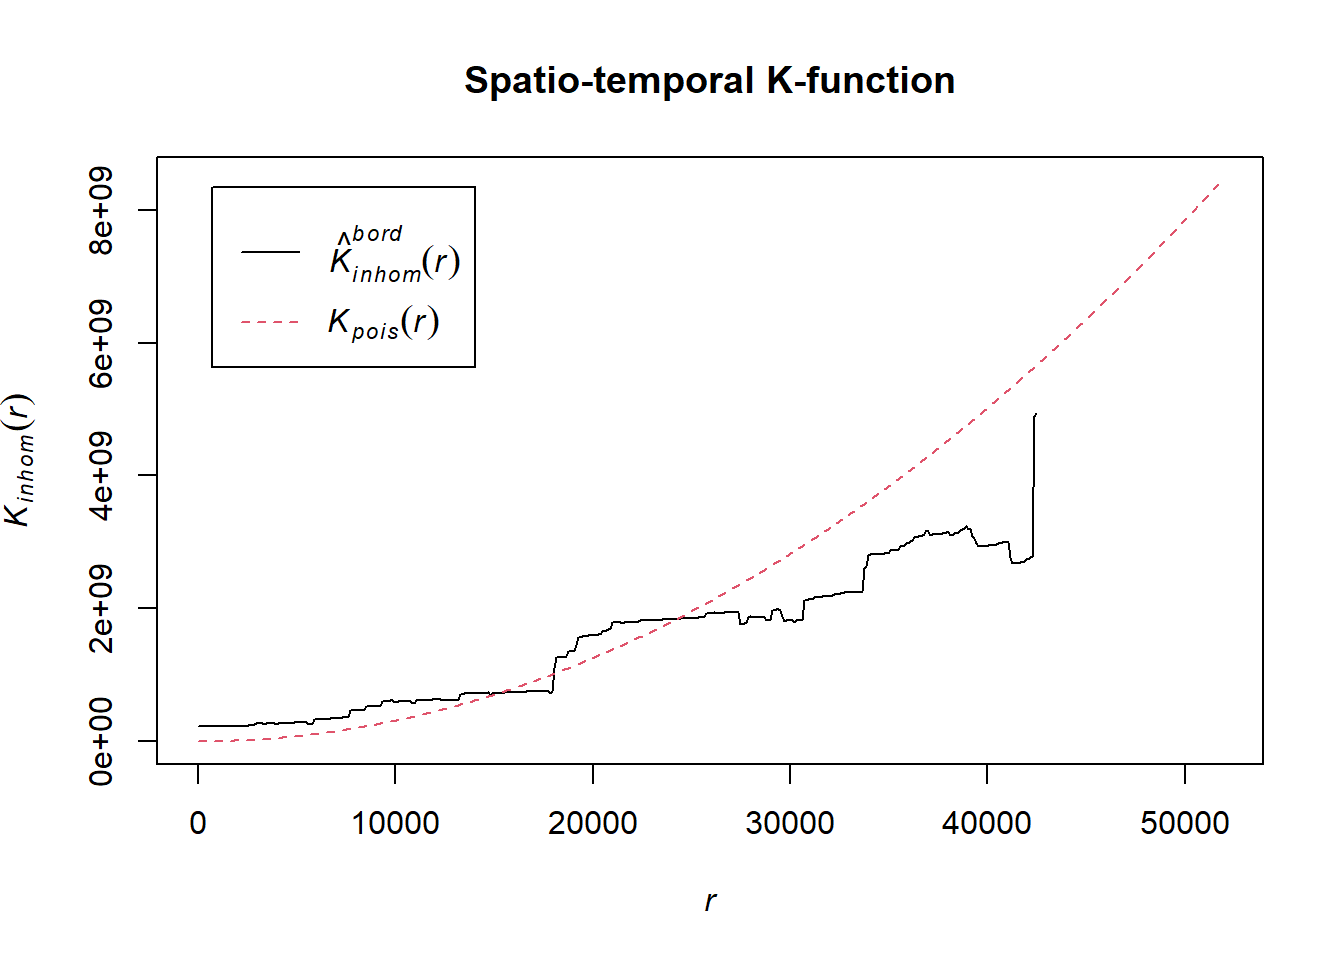 Spatio-temporal K-function
K̂ᵇᵒʳᵈ_inhom(r)
K_pois(r)
K_inhom(r)
8e+09
6e+09
4e+09
2e+09
0e+00
0 10000 20000 30000 40000 50000
r